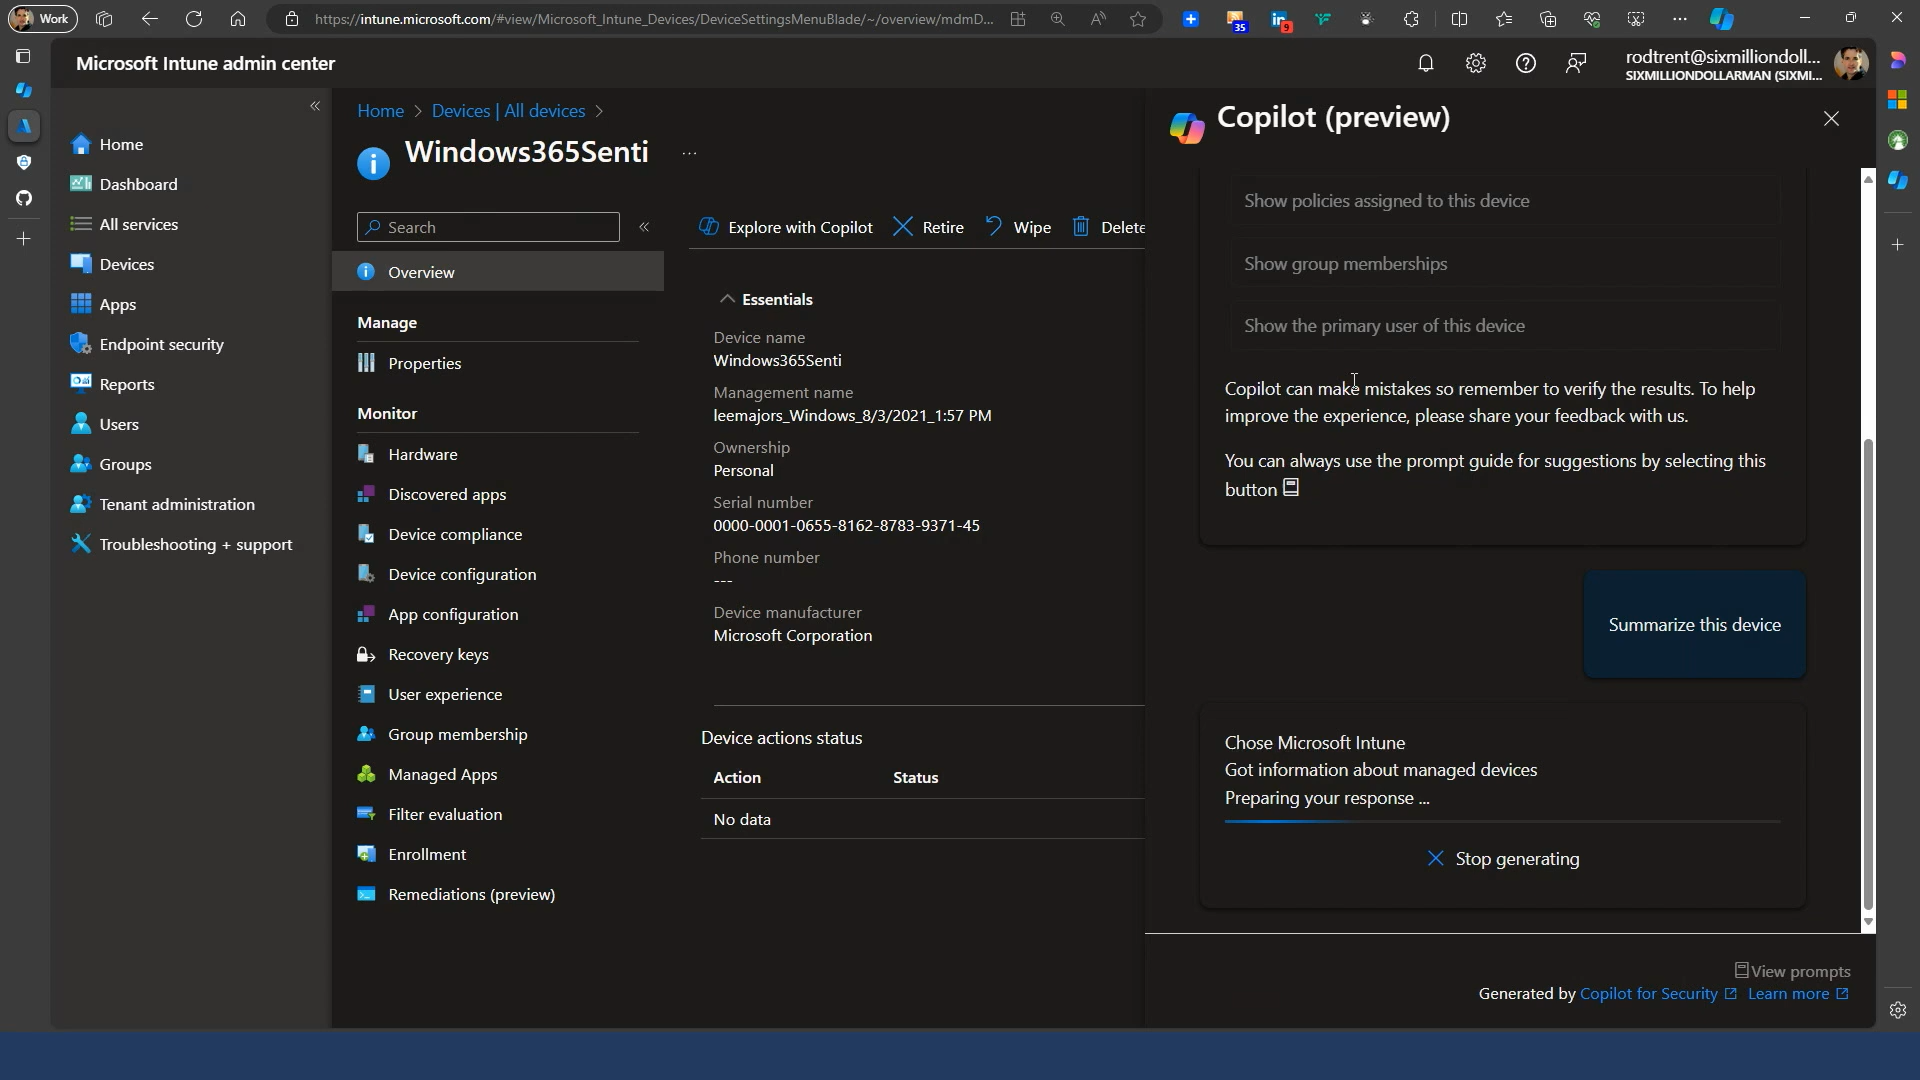 Work
https://intune.microsoft.com/#view/Microsoft_Intune_Devices/DeviceSettingsMenuBlade/~/overview/mdmD...
35
9
Microsoft Intune admin center
rodtrent@sixmilliondoll...
SIXMILLIONDOLLARMAN (SIXMI...
Home
Dashboard
All services
Devices
Apps
Endpoint security
Reports
Users
Groups
Tenant administration
Troubleshooting + support
Home > Devices | All devices >
Windows365Senti ...
Search
Overview
Manage
Properties
Monitor
Hardware
Discovered apps
Device compliance
Device configuration
App configuration
Recovery keys
User experience
Group membership
Managed Apps
Filter evaluation
Enrollment
Remediations (preview)
Explore with Copilot
Retire
Wipe
Delete
Essentials
Device name
Windows365Senti
Management name
leemajors_Windows_8/3/2021_1:57 PM
Ownership
Personal
Serial number
0000-0001-0655-8162-8783-9371-45
Phone number
---
Device manufacturer
Microsoft Corporation
Device actions status
Action Status
No data
Copilot (preview)
Show policies assigned to this device
Show group memberships
Show the primary user of this device
Copilot can make mistakes so remember to verify the results. To help
improve the experience, please share your feedback with us.
You can always use the prompt guide for suggestions by selecting this
button
Summarize this device
Chose Microsoft Intune
Got information about managed devices
Preparing your response ...
Stop generating
View prompts
Generated by Copilot for Security Learn more